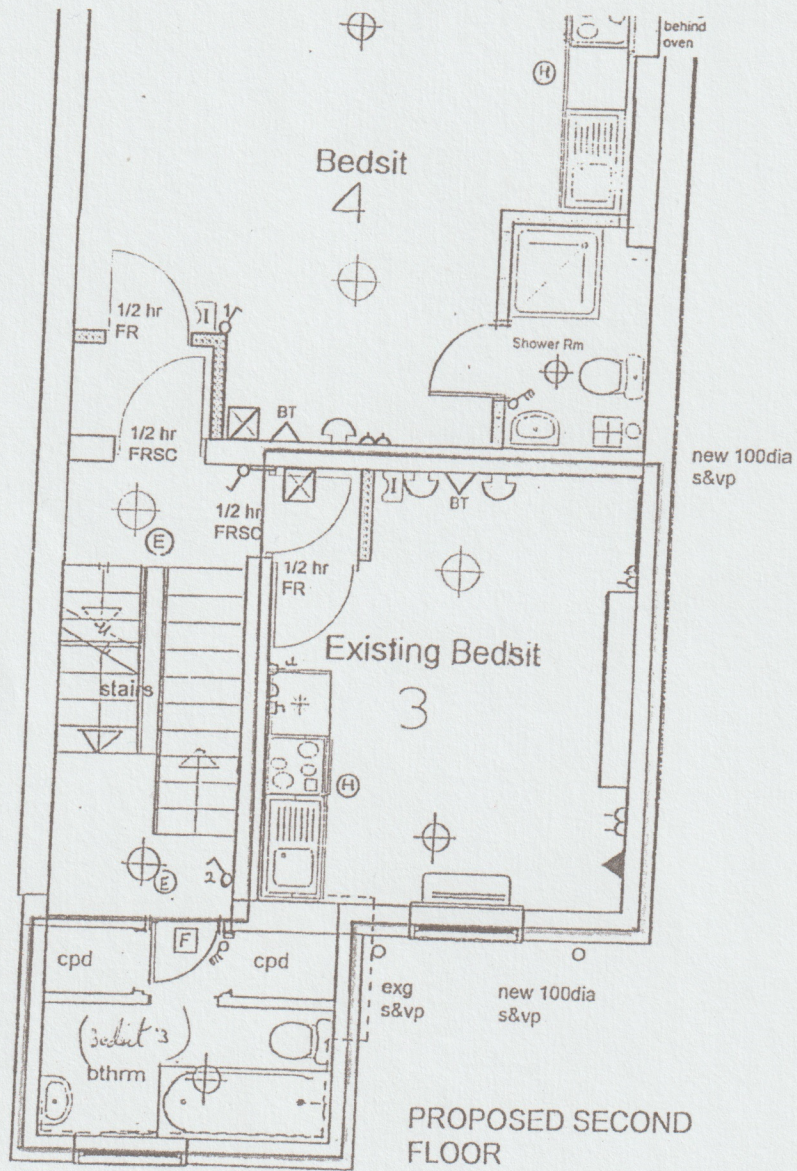 behind
oven
H
Bedsit
4
1/2 hr
FR
I
1
Shower Rm
BT
1/2 hr
FRSC
new 100dia
s&vp
1/2 hr
FRSC
I
BT
E
1/2 hr
FR
Existing Bedsit
3
stairs
H
E
2
F
cpd
cpd
exg
s&vp
new 100dia
s&vp
(Bedsit 3)
bthrm
PROPOSED SECOND
FLOOR